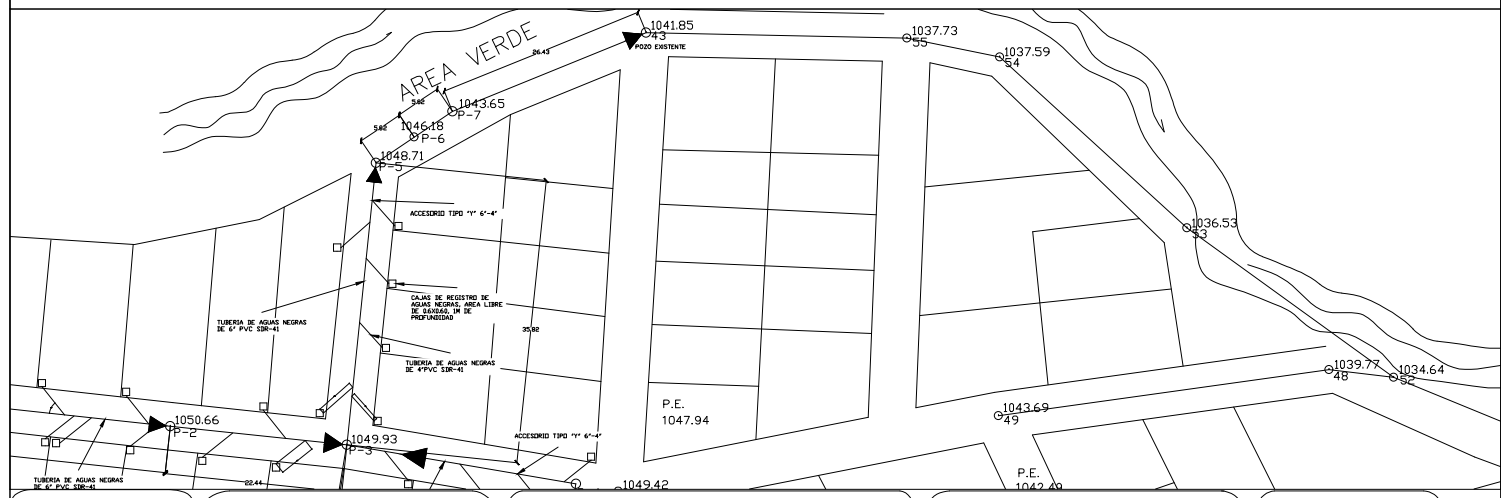 1041.85
43
POZO EXISTENTE
1037.73
55
1037.59
54
AREA VERDE
26.43
5.62
1043.65
P-7
5.62
1046.18
P-6
1048.71
P-5
ACCESORIO TIPO "Y" 6"-4"
1036.53
53
CAJAS DE REGISTRO DE
AGUAS NEGRAS, AREA LIBRE
DE 0.6X0.60, 1M DE
PROFUNDIDAD
TUBERIA DE AGUAS NEGRAS
DE 6" PVC SDR-41
35.82
TUBERIA DE AGUAS NEGRAS
DE 4"PVC SDR-41
1039.77
48
1034.64
52
P.E.
1047.94
1043.69
49
1050.66
P-2
1049.93
P-3
ACCESORIO TIPO "Y" 6"-4"
P.E.
1042.49
TUBERIA DE AGUAS NEGRAS
DE 6" PVC SDR-41
22.44
1049.42